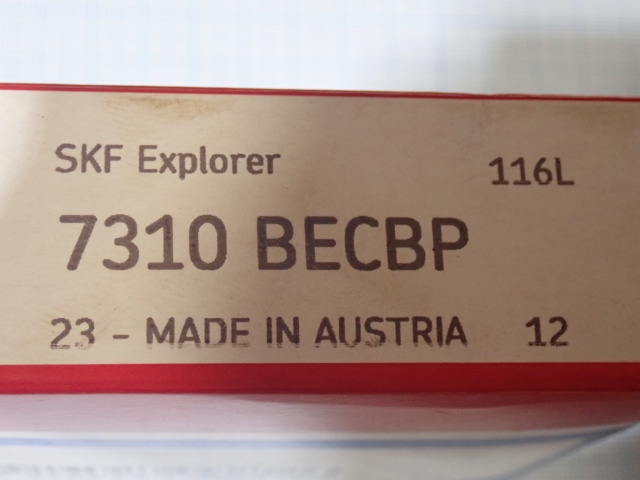 SKF Explorer
116L
7310 BECBP
23 - MADE IN AUSTRIA
12